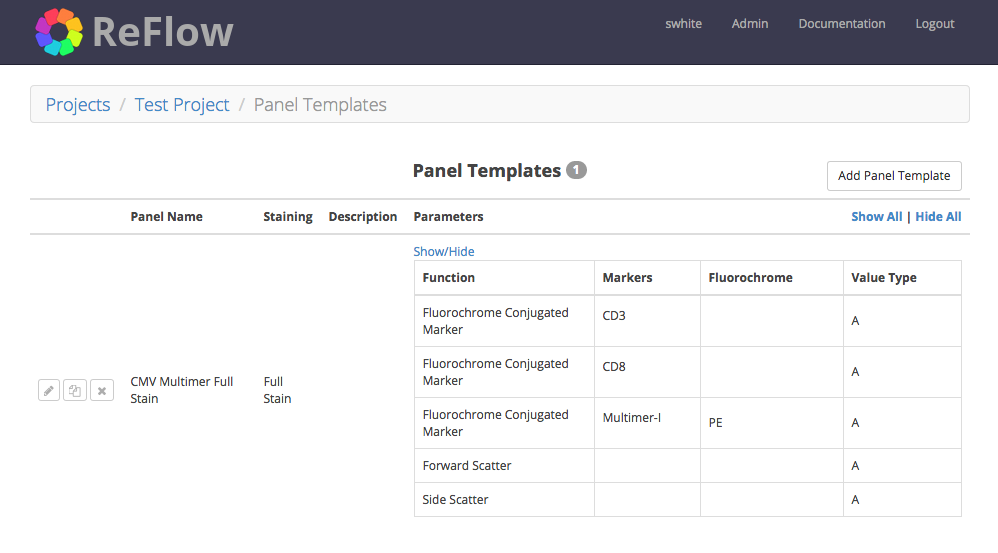 ReFlow
swhite Admin Documentation Logout
Projects / Test Project / Panel Templates
Panel Templates 1
Add Panel Template
Panel Name Staining Description Parameters Show All | Hide All
Show/Hide
Function Markers Fluorochrome Value Type
Fluorochrome Conjugated
Marker
CD3
A
Fluorochrome Conjugated
Marker
CD8
A
CMV Multimer Full
Stain
Full
Stain
Fluorochrome Conjugated
Marker
Multimer-I
PE
A
Forward Scatter A
Side Scatter A